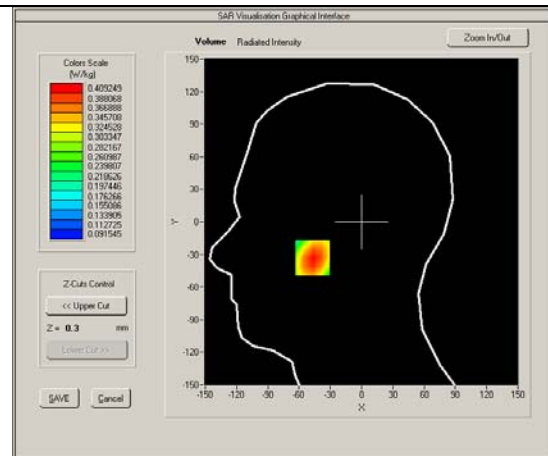 SAR Visualisation Graphical Interface
Volume Radiated Intensity
Zoom In/Out
Colors Scale
(W/kg)
0.409249
0.388068
0.366888
0.345708
0.324528
0.303347
0.282167
0.260987
0.239807
0.218626
0.197446
0.176266
0.155086
0.133905
0.112725
0.091545
Z-Cuts Control
<< Upper Cut
Z = 0.3 mm
Lower Cut >>
SAVE Cancel
150
120
90
60
30
Y 0
-30
-60
-90
-120
-150
-150 -120 -90 -60 -30 0 30 60 90 120 150
X